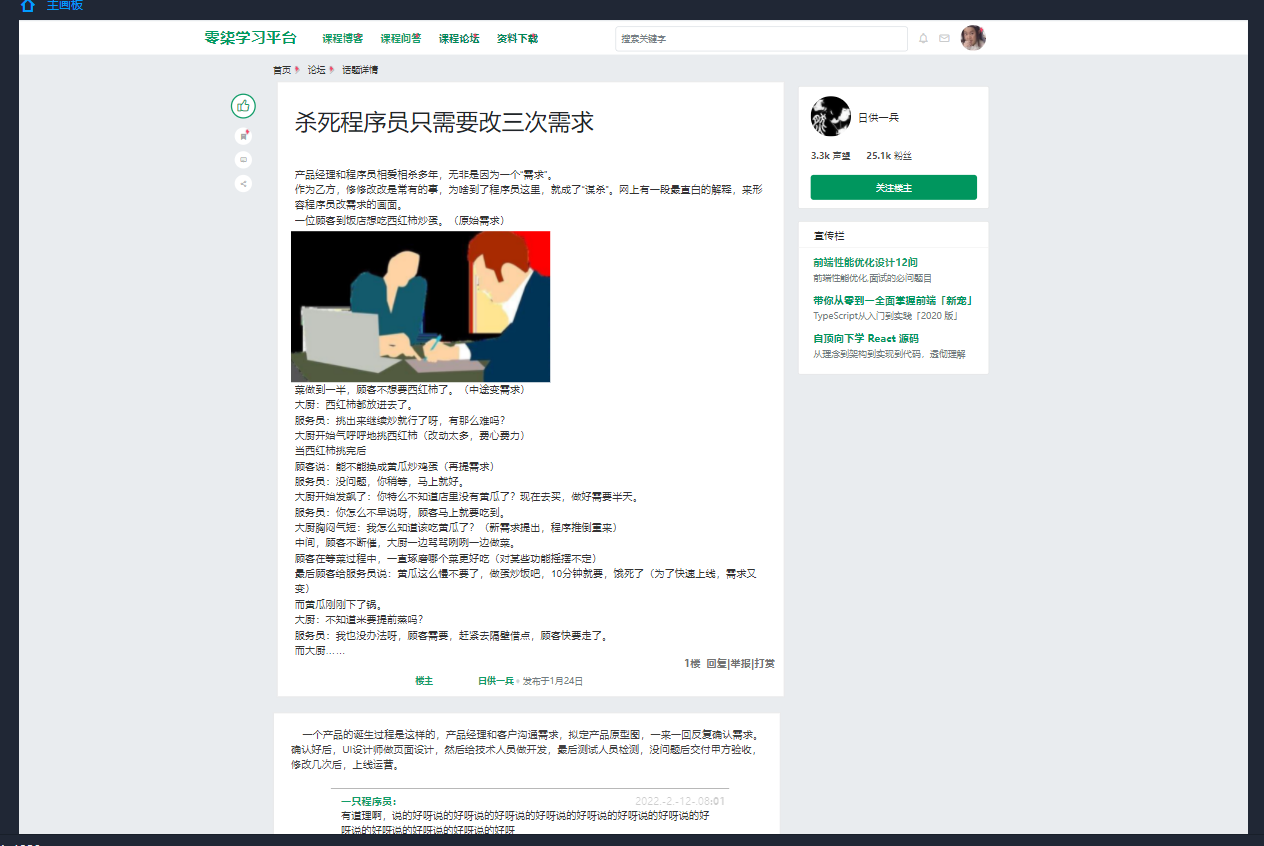 主画板
零柒学习平台 课程博客 课程问答 课程论坛 资料下载 搜索关键字
首页 论坛 话题详情
杀死程序员只需要改三次需求
产品经理和程序员相爱相杀多年，无非是因为一个“需求”。
作为乙方，修修改改是常有的事，为啥到了程序员这里，就成了“谋杀”。网上有一段最直白的解释，来形
容程序员改需求的画面。
一位顾客到饭店想吃西红柿炒蛋。（原始需求）
菜做到一半，顾客不想要西红柿了。（中途变需求）
大厨：西红柿都放进去了。
服务员：挑出来继续炒就行了呀，有那么难吗？
大厨开始气呼呼地挑西红柿（改动太多，费心费力）
当西红柿挑完后
顾客说：能不能换成黄瓜炒鸡蛋（再提需求）
服务员：没问题，你稍等，马上就好。
大厨开始发飙了：你特么不知道店里没有黄瓜了？现在去买，做好需要半天。
服务员：你怎么不早说呀，顾客马上就要吃到。
大厨胸闷气短：我怎么知道该吃黄瓜了？（新需求提出，程序推倒重来）
中间，顾客不断催，大厨一边骂骂咧咧一边做菜。
顾客在等菜过程中，一直琢磨哪个菜更好吃（对某些功能摇摆不定）
最后顾客给服务员说：黄瓜这么慢不要了，做蛋炒饭吧，10分钟就要，饿死了（为了快速上线，需求又
变）
而黄瓜刚刚下了锅。
大厨：不知道米要提前蒸吗？
服务员：我也没办法呀，顾客需要，赶紧去隔壁借点，顾客快要走了。
而大厨……
1楼 回复|举报|打赏
楼主 日供一兵 发布于1月24日
一个产品的诞生过程是这样的，产品经理和客户沟通需求，拟定产品原型图，一来一回反复确认需求。
确认好后，UI设计师做页面设计，然后给技术人员做开发，最后测试人员检测，没问题后交付甲方验收，
修改几次后，上线运营。
一只程序员： 2022.-2.-12-.08:01
有道理啊，说的好呀说的好呀说的好呀说的好呀说的好呀说的好呀说的好呀说的好
呀说的好呀说的好呀说的好呀说的好呀
日供一兵
3.3k 声望 25.1k 粉丝
关注楼主
宣传栏
前端性能优化设计12问
前端性能优化,面试的必问题目
带你从零到一全面掌握前端「新宠」
TypeScript从入门到实践「2020 版」
自顶向下学 React 源码
从理念到架构到实现到代码，透彻理解